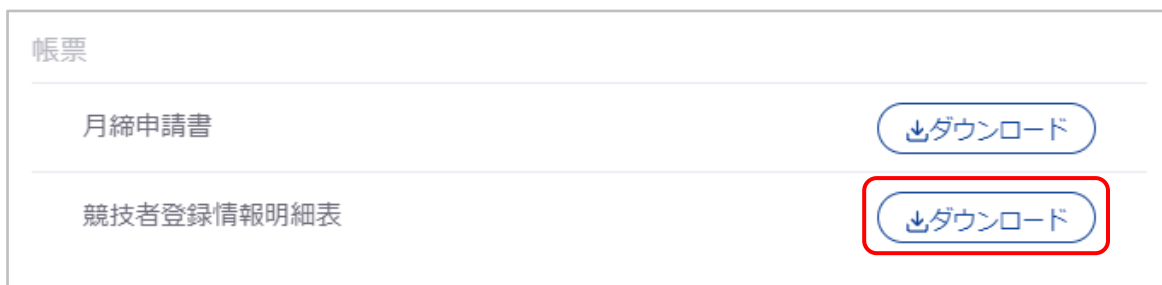 帳票
月締申請書
ダウンロード
競技者登録情報明細表
ダウンロード